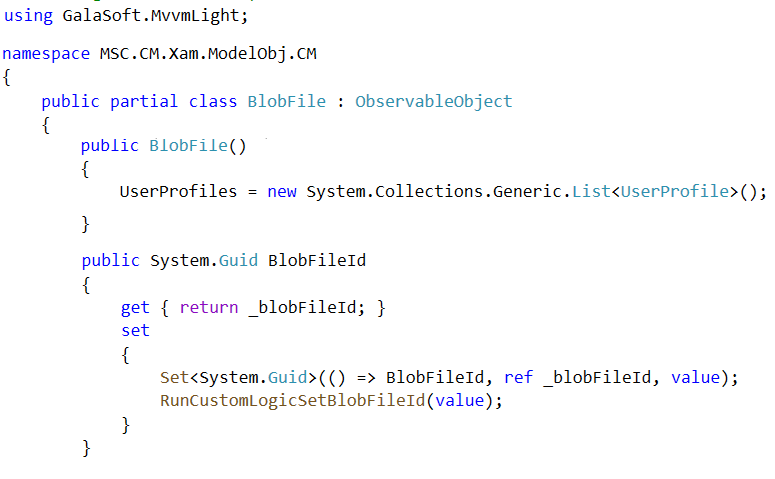 using GalaSoft.MvvmLight;
namespace MSC.CM.Xam.ModelObj.CM
{
public partial class BlobFile : ObservableObject
{
public BlobFile()
{
UserProfiles = new System.Collections.Generic.List<UserProfile>();
}
public System.Guid BlobFileId
{
get { return _blobFileId; }
set
{
Set<System.Guid>(() => BlobFileId, ref _blobFileId, value);
RunCustomLogicSetBlobFileId(value);
}
}